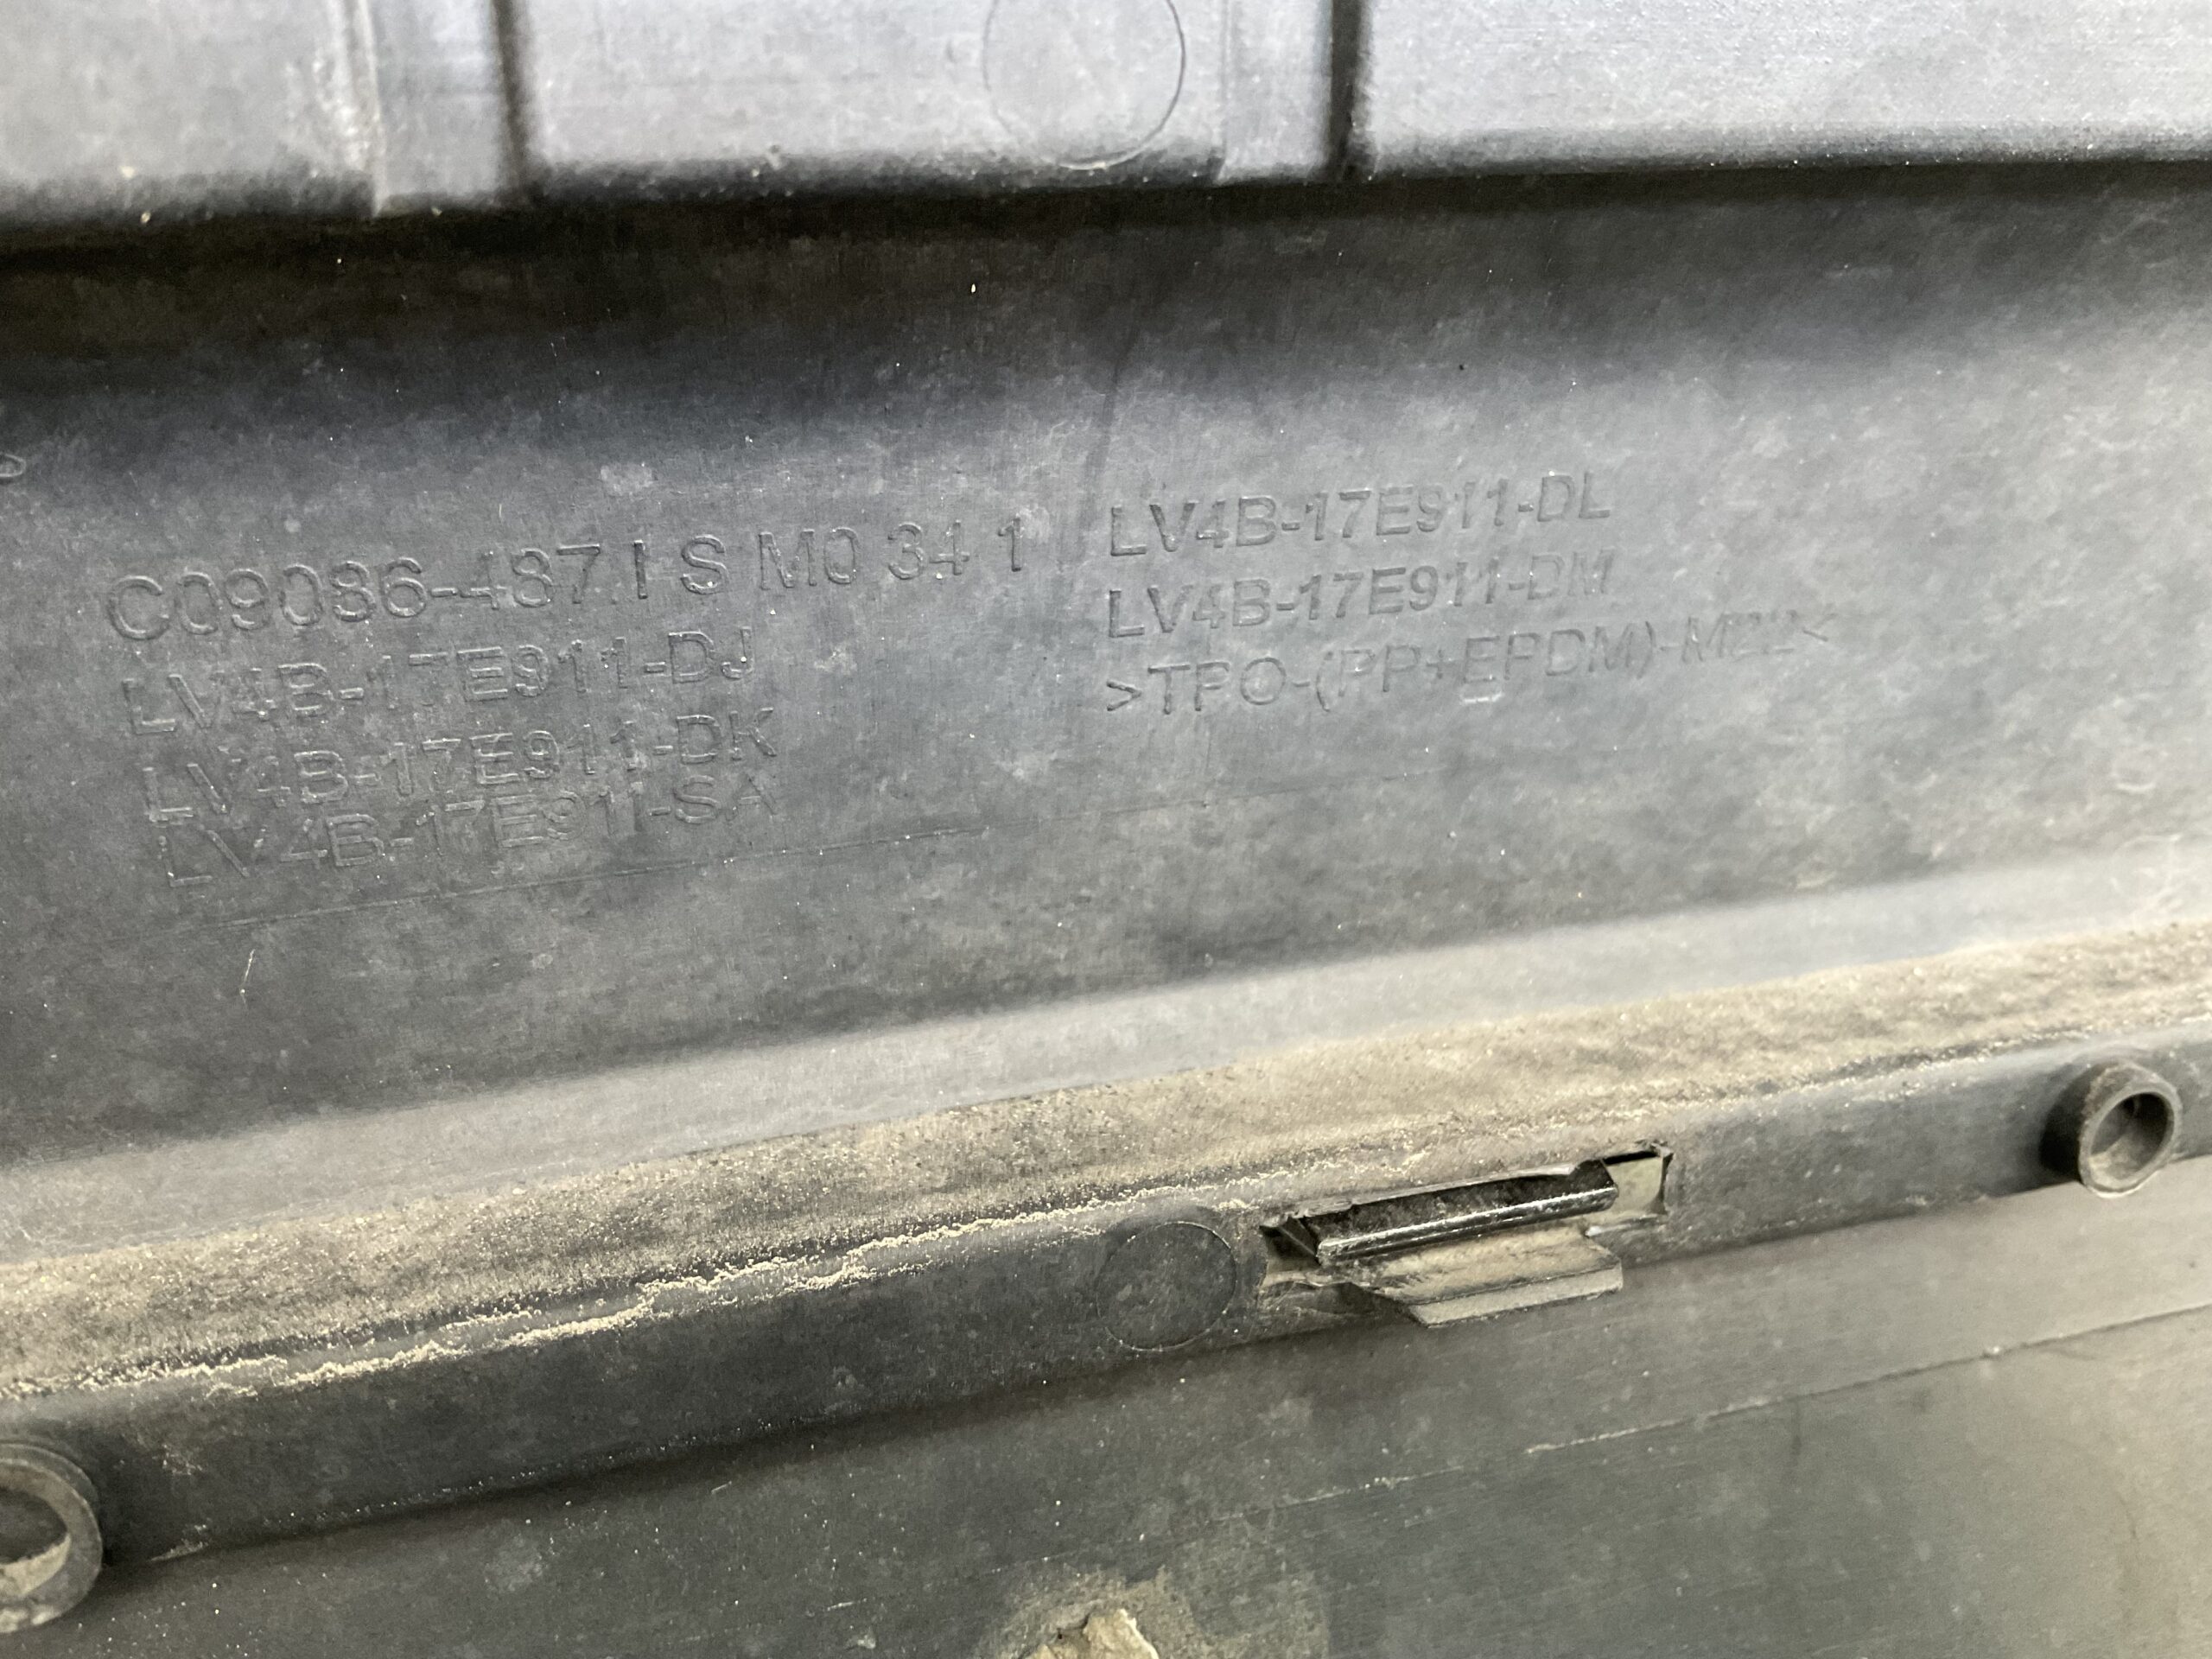 C09086-487.I S M0 34 1
LV4B-17E911-DJ
LV4B-17E911-DK
LV4B-17E911-SA
LV4B-17E911-DL
LV4B-17E911-DM
>TPO-(PP+EPDM)-M22<